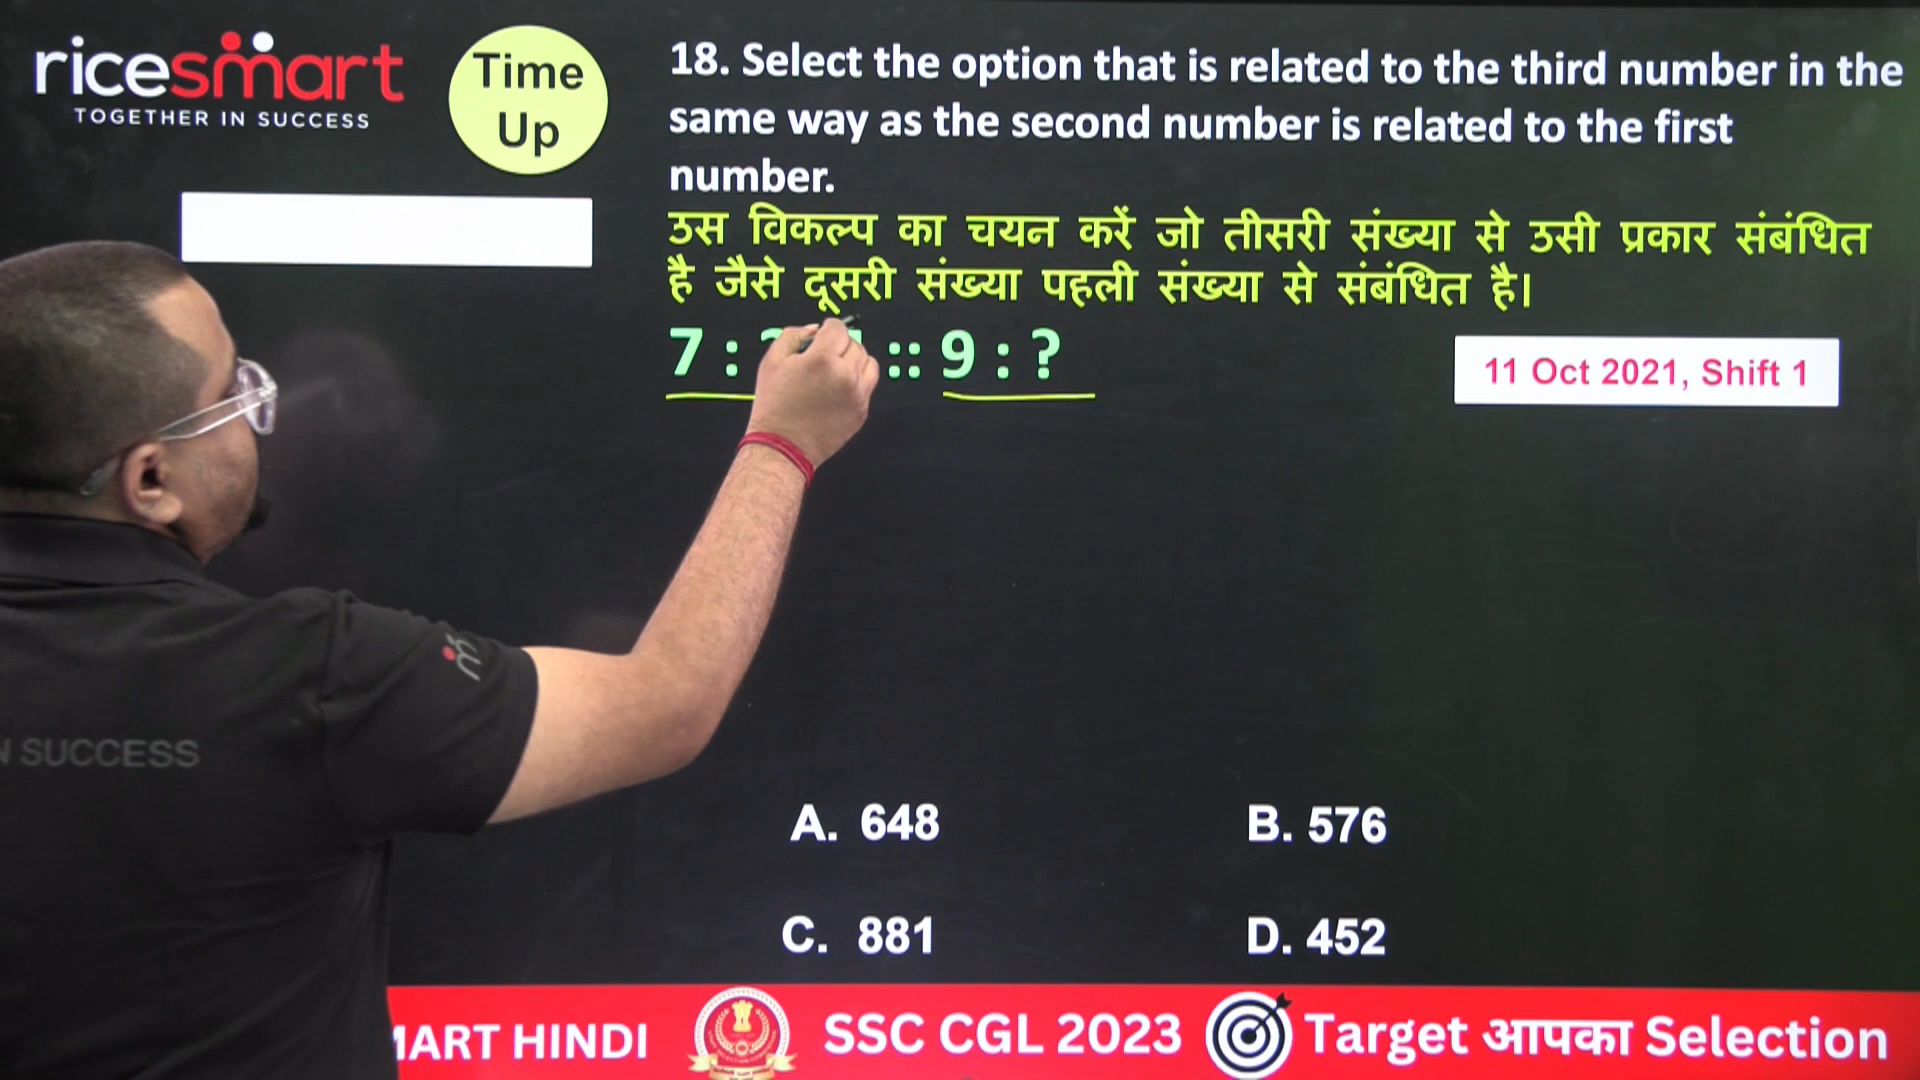 ricesmart
TOGETHER IN SUCCESS
Time
Up
18. Select the option that is related to the third number in the
same way as the second number is related to the first
number.
उस विकल्प का चयन करें जो तीसरी संख्या से उसी प्रकार संबंधित
है जैसे दूसरी संख्या पहली संख्या से संबंधित है।
7 : :: 9 : ?
11 Oct 2021, Shift 1
N SUCCESS
A. 648
B. 576
C. 881
D. 452
MART HINDI
SSC CGL 2023
Target आपका Selection